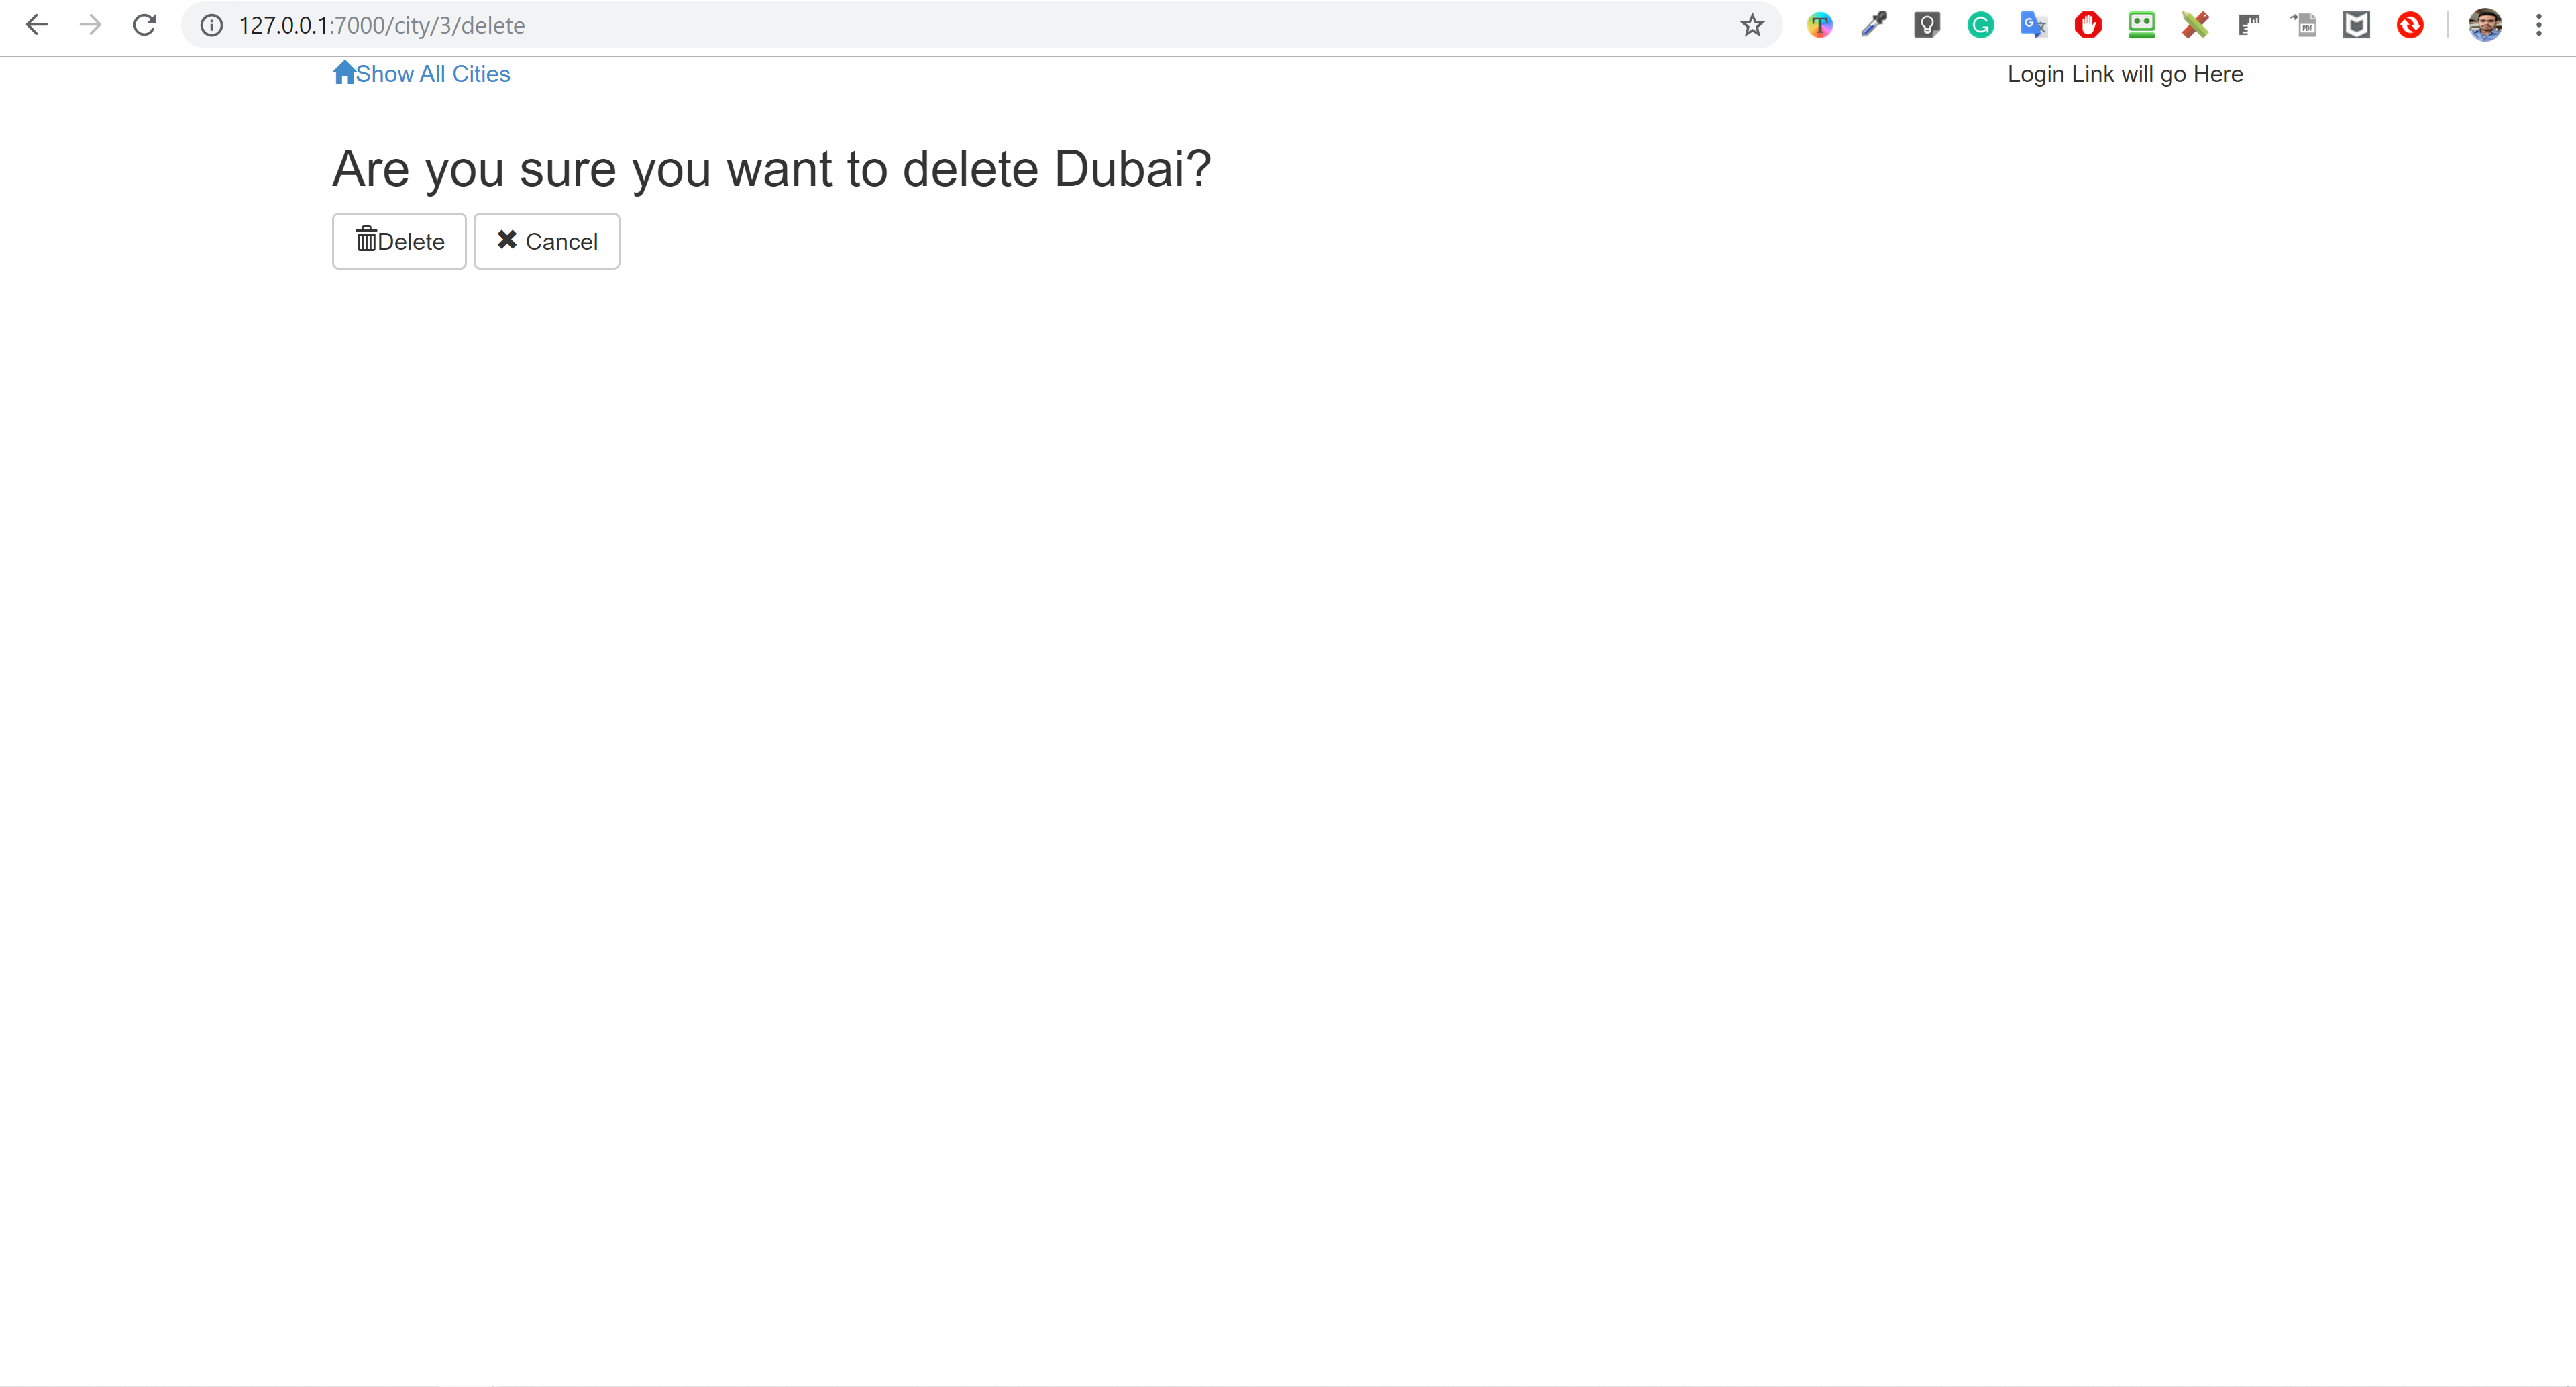 127.0.0.1:7000/city/3/delete
Show All Cities
Login Link will go Here
Are you sure you want to delete Dubai?
Delete
Cancel